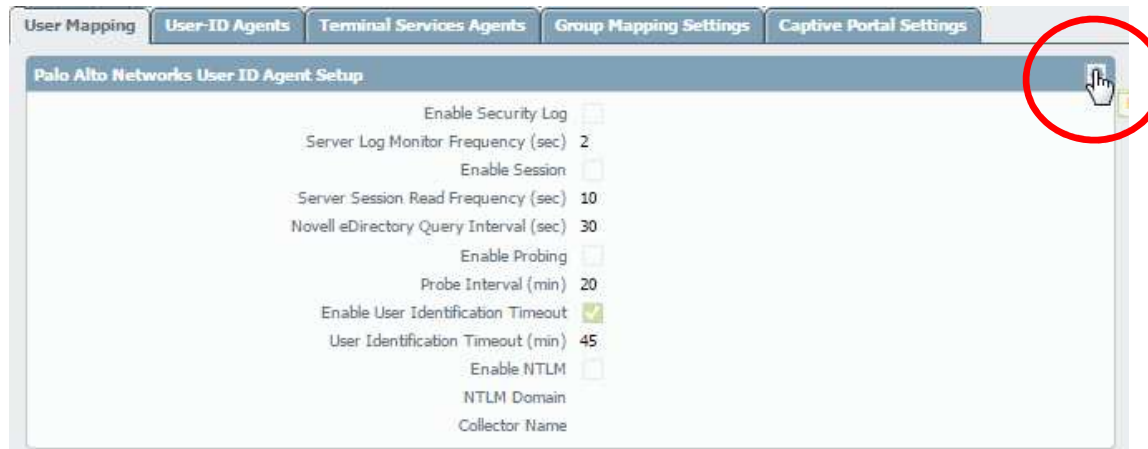 User Mapping User-ID Agents Terminal Services Agents Group Mapping Settings Captive Portal Settings
Palo Alto Networks User ID Agent Setup
Enable Security Log
Server Log Monitor Frequency (sec) 2
Enable Session
Server Session Read Frequency (sec) 10
Novell eDirectory Query Interval (sec) 30
Enable Probing
Probe Interval (min) 20
Enable User Identification Timeout
User Identification Timeout (min) 45
Enable NTLM
NTLM Domain
Collector Name